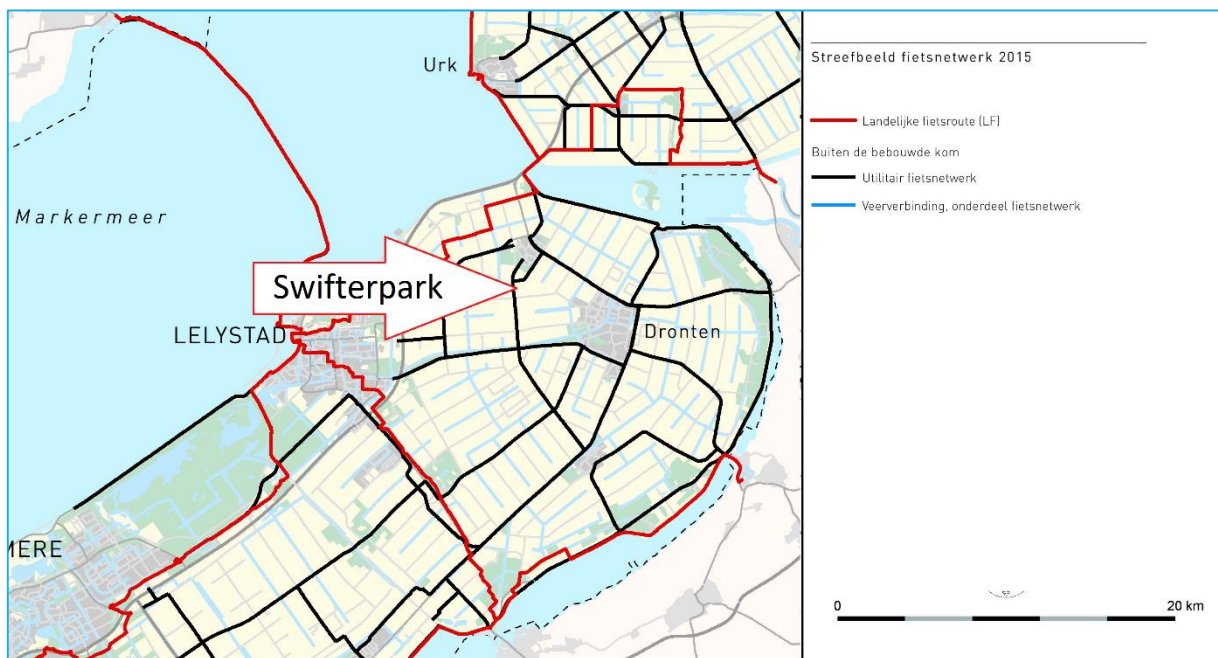 Urk
Markermeer
Swifterpark
LELYSTAD
Dronten
MERE
Streefbeeld fietsnetwerk 2015
Landelijke fietsroute (LF)
Buiten de bebouwde kom
Utilitair fietsnetwerk
Veerverbinding, onderdeel fietsnetwerk
0
20 km